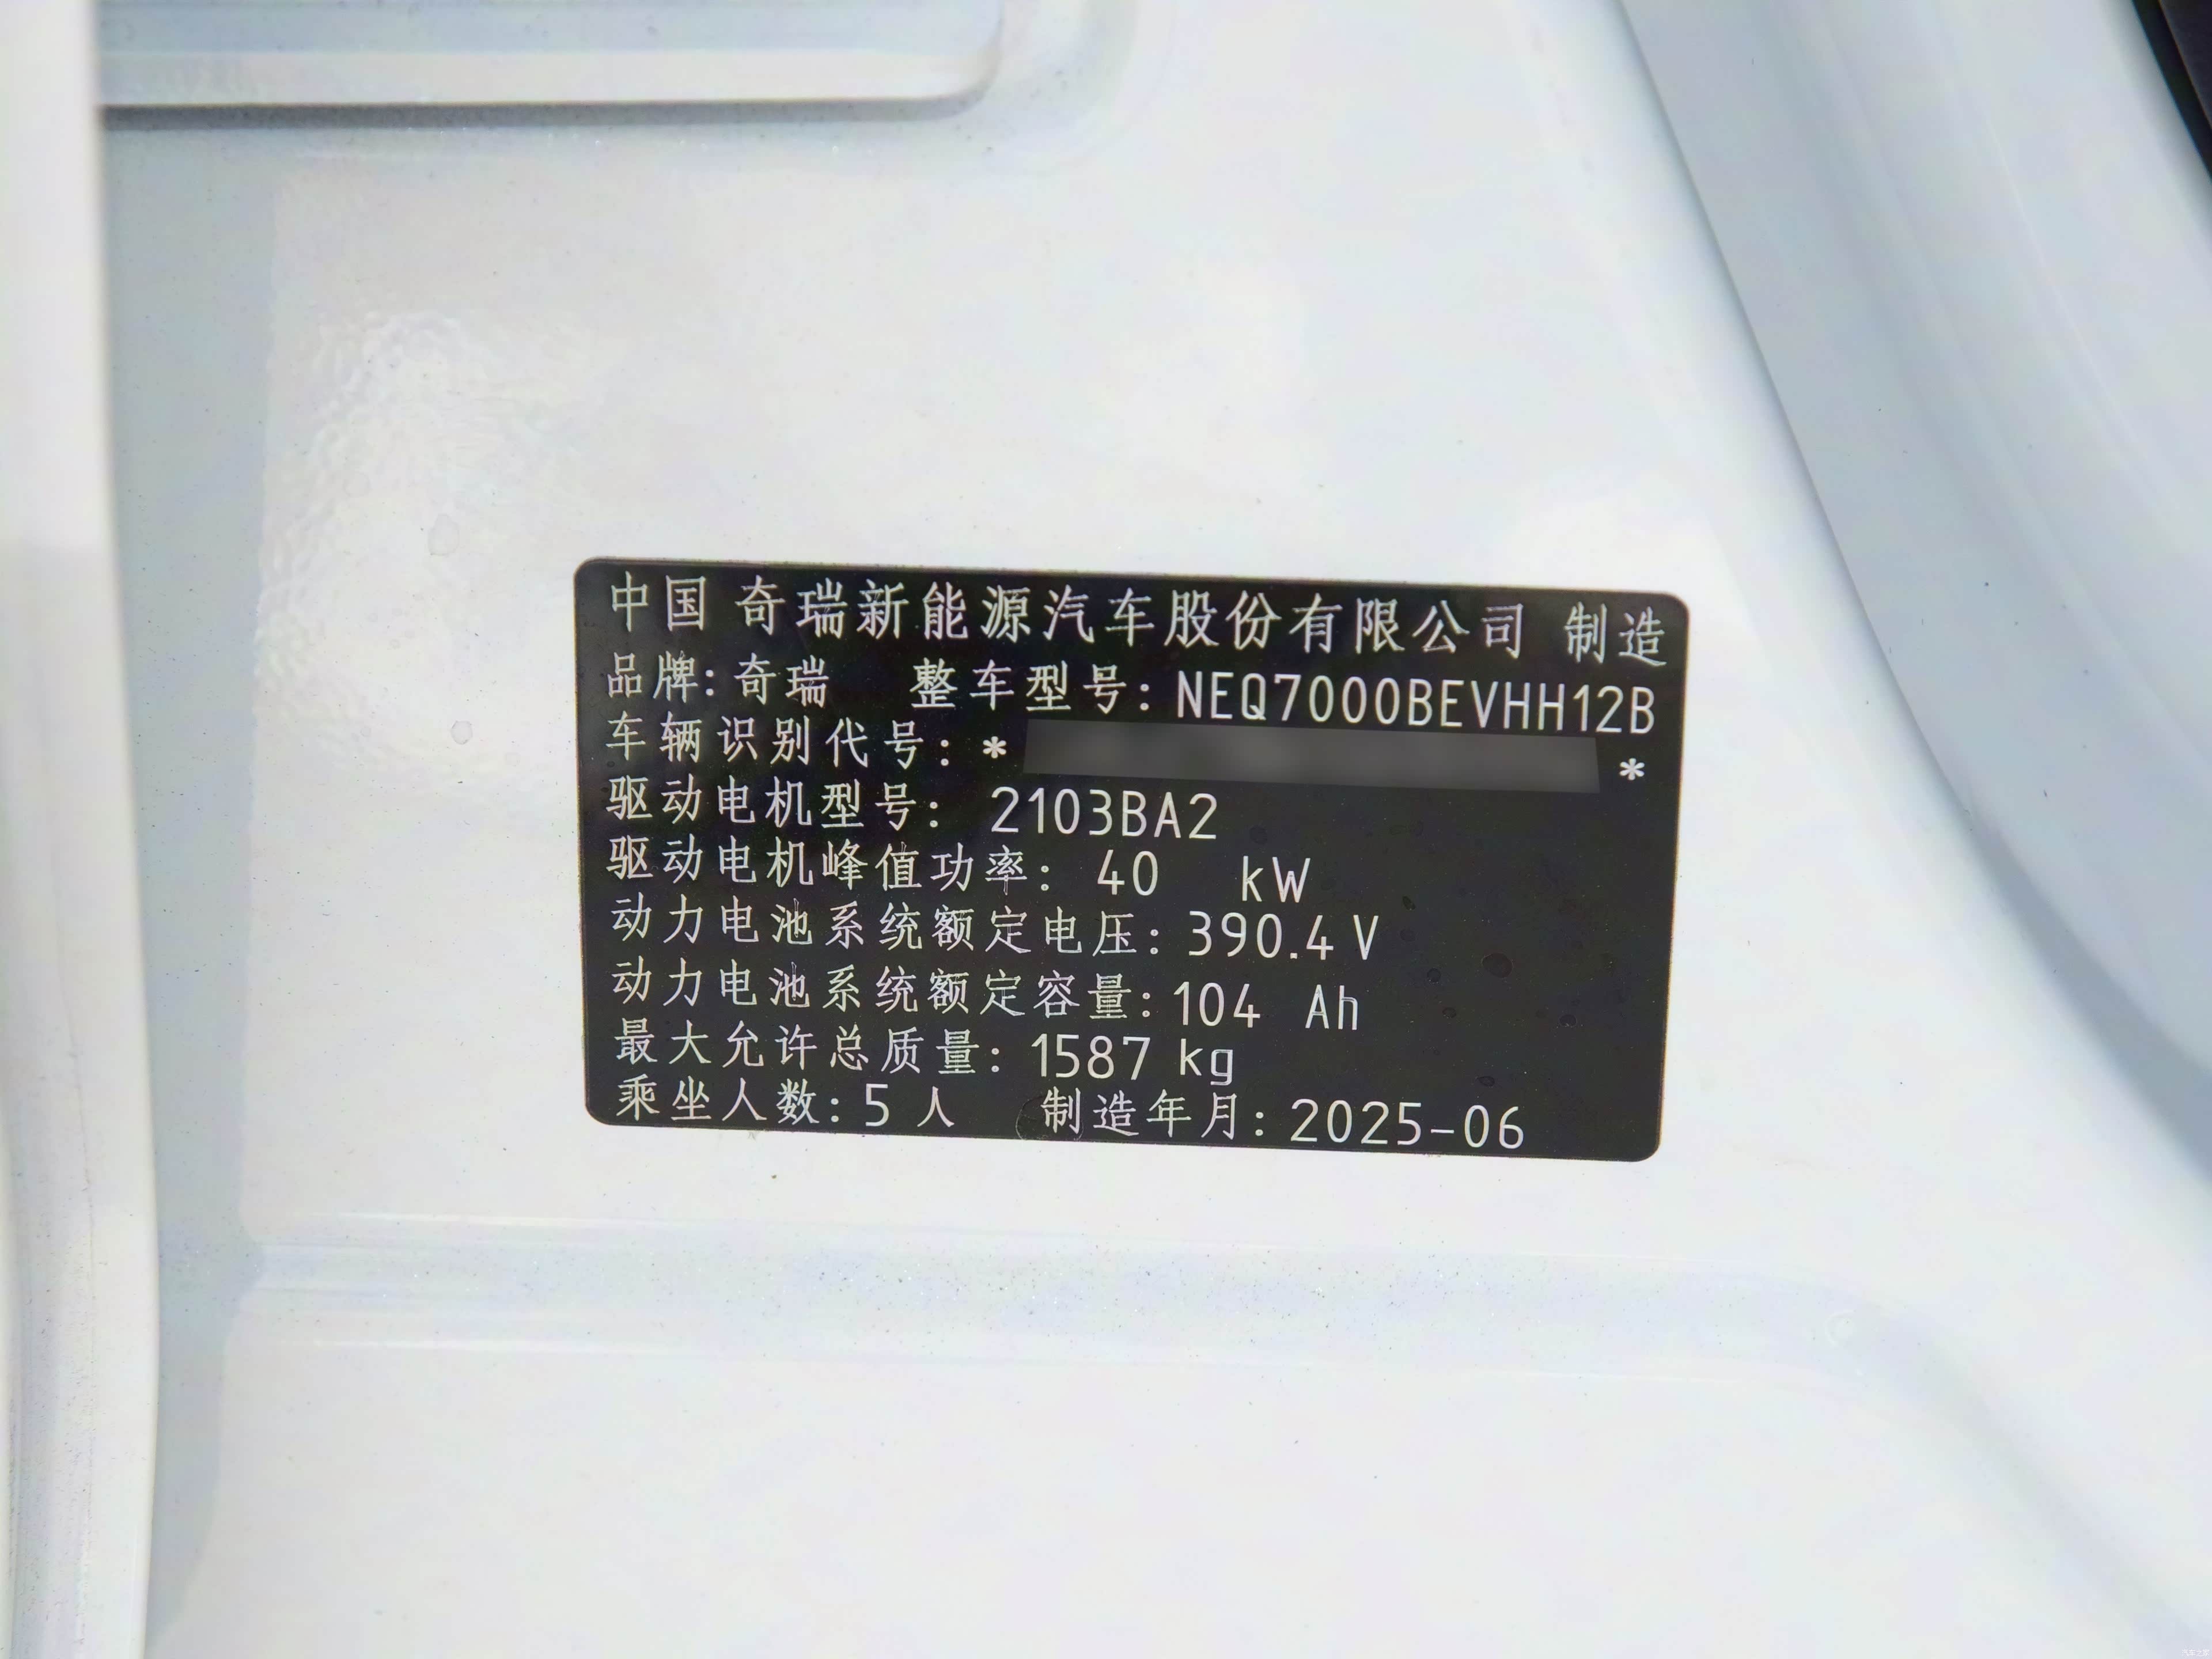 中国 奇瑞新能源汽车股份有限公司 制造
品牌:奇瑞 整车型号:NEQ7000BEVHH12B
车辆识别代号:* *
驱动电机型号: 2103BA2
驱动电机峰值功率: 40 kW
动力电池系统额定电压:390.4V
动力电池系统额定容量:104 Ah
最大允许总质量:1587 kg
乘坐人数:5 人 制造年月:2025-06